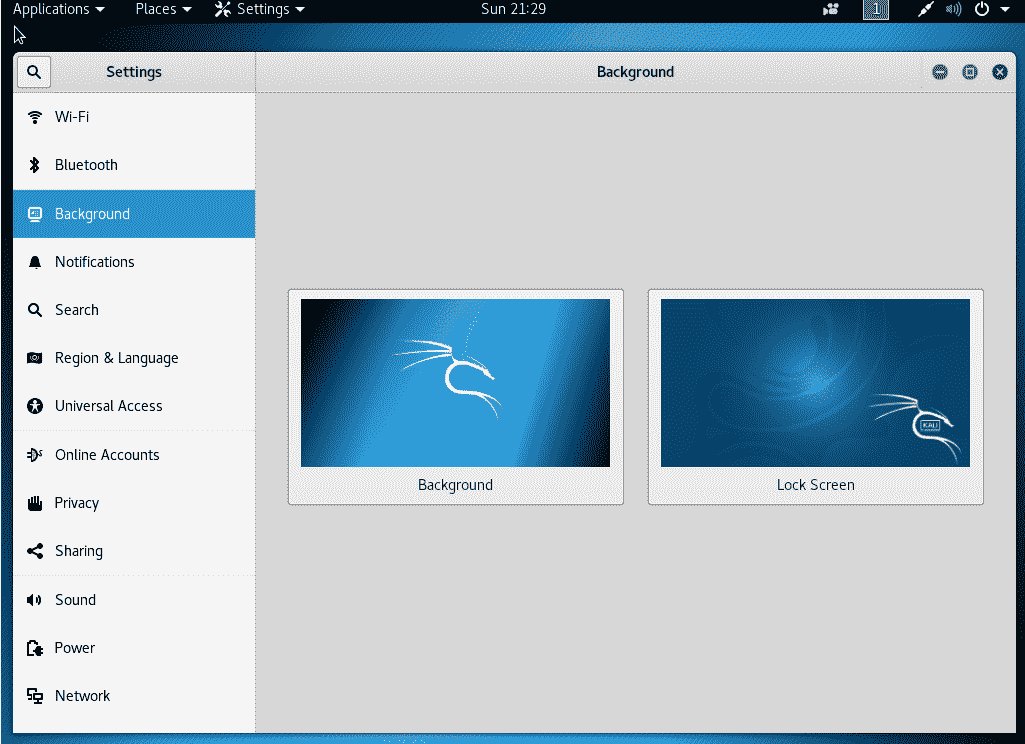 Applications Places Settings Sun 21:29 1
Settings Background
Wi-Fi
Bluetooth
Background
Notifications
Search
Region & Language
Universal Access
Online Accounts
Privacy
Sharing
Sound
Power
Network
KALI
Background Lock Screen